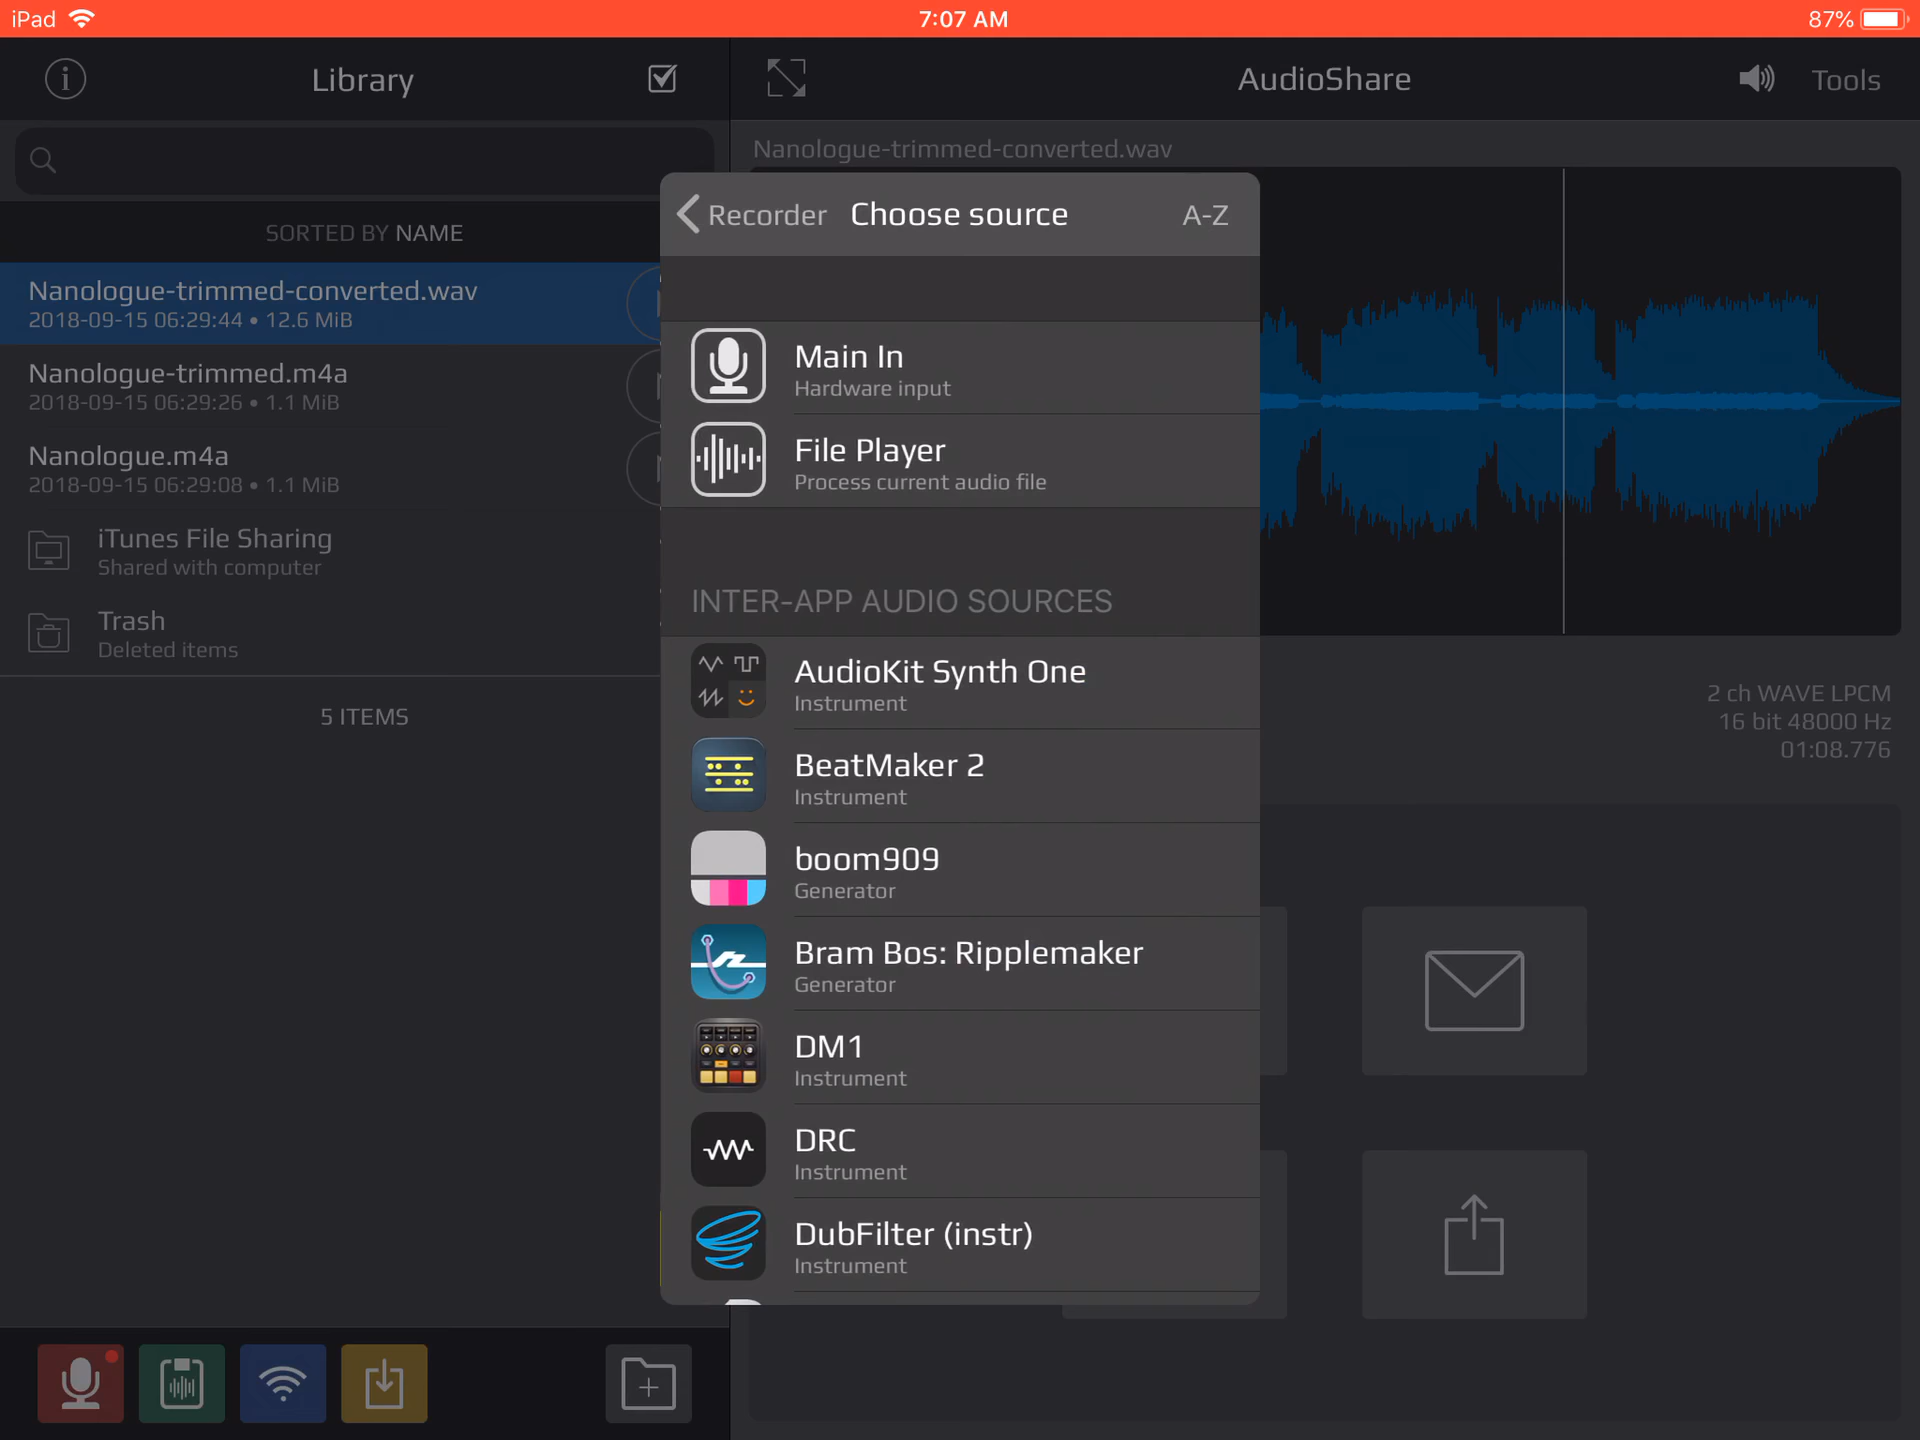 iPad
7:07 AM
87%
Library
AudioShare
Tools
Nanologue-trimmed-converted.wav
SORTED BY NAME
Nanologue-trimmed-converted.wav
2018-09-15 06:29:44 • 12.6 MiB
Nanologue-trimmed.m4a
2018-09-15 06:29:26 • 1.1 MiB
Nanologue.m4a
2018-09-15 06:29:08 • 1.1 MiB
iTunes File Sharing
Shared with computer
Trash
Deleted items
5 ITEMS
Recorder
Choose source
A-Z
Main In
Hardware input
File Player
Process current audio file
INTER-APP AUDIO SOURCES
AudioKit Synth One
Instrument
BeatMaker 2
Instrument
boom909
Generator
Bram Bos: Ripplemaker
Generator
DM1
Instrument
DRC
Instrument
DubFilter (instr)
Instrument
2 ch WAVE LPCM
16 bit 48000 Hz
01:08.776